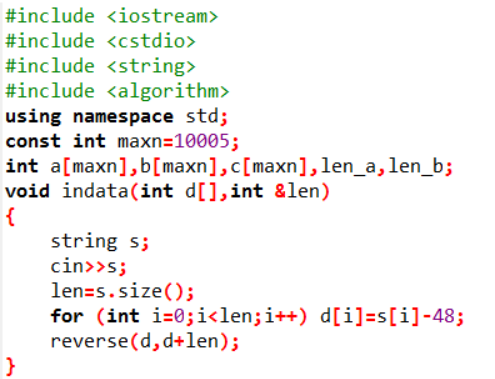 #include <iostream>
#include <cstdio>
#include <string>
#include <algorithm>
using namespace std;
const int maxn=10005;
int a[maxn],b[maxn],c[maxn],len_a,len_b;
void indata(int d[],int &len)
{
    string s;
    cin>>s;
    len=s.size();
    for (int i=0;i<len;i++) d[i]=s[i]-48;
    reverse(d,d+len);
}